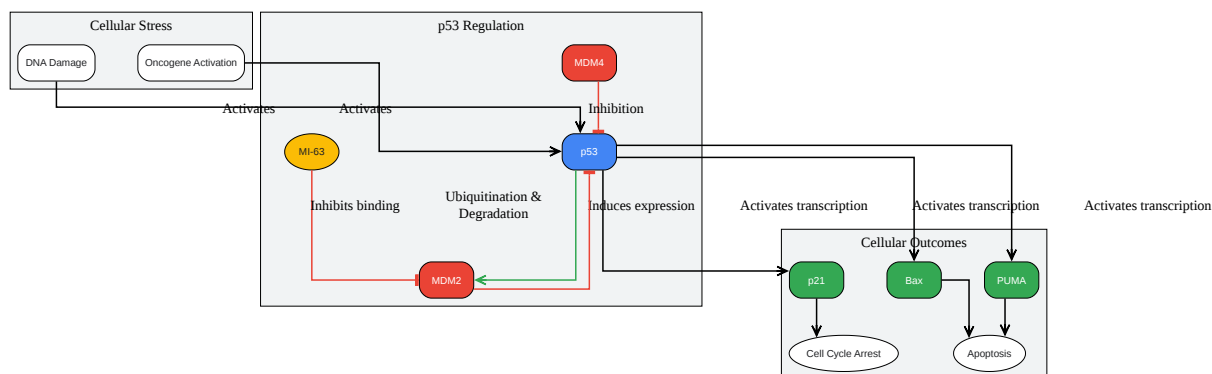 Cellular Stress
p53 Regulation
DNA Damage
Oncogene Activation
MDM4
Activates
Activates
Inhibition
MI-63
p53
Inhibits binding
Ubiquitination &
Degradation
Induces expression
Activates transcription
Activates transcription
Activates transcription
Cellular Outcomes
MDM2
p21
Bax
PUMA
Cell Cycle Arrest
Apoptosis